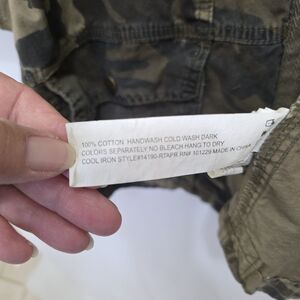 100% COTTON HANDWASH COLD WASH DARK
COLORS SEPARATELY NO BLEACH HANG TO DRY
COOL IRON STYLE#14190-RTAPR RN# 101229 MADE IN CHINA